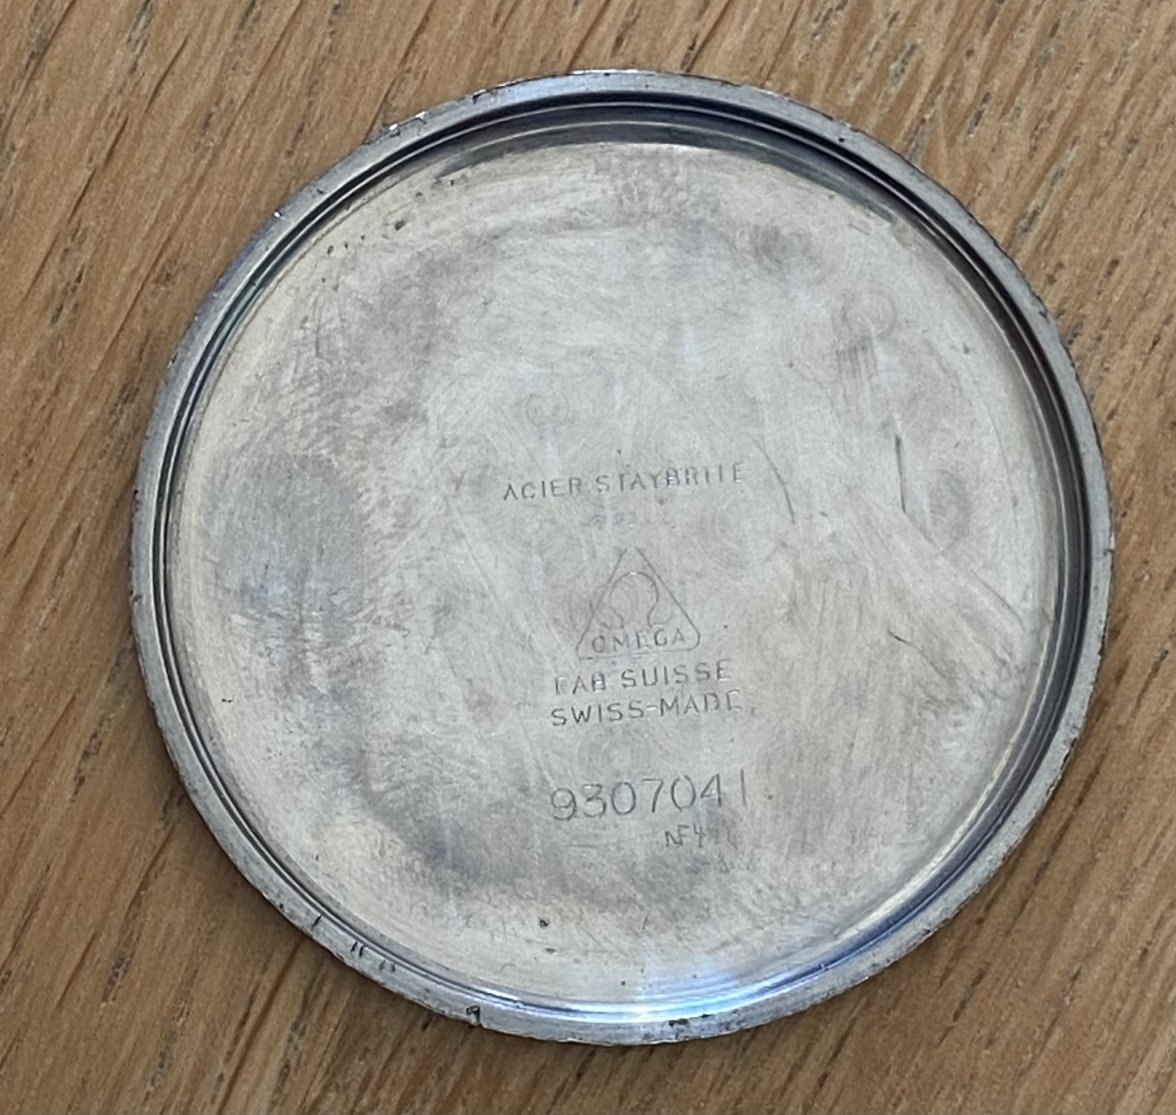 ACIER STAYBRITE
OMEGA
FAB SUISSE
SWISS-MADE
9307041